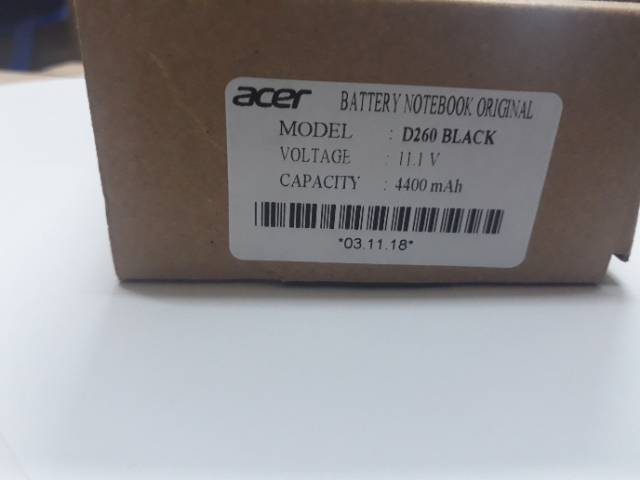 acer BATTERY NOTEBOOK ORIGINAL
MODEL : D260 BLACK
VOLTAGE : 11.1 V
CAPACITY : 4400 mAh
*03.11.18*